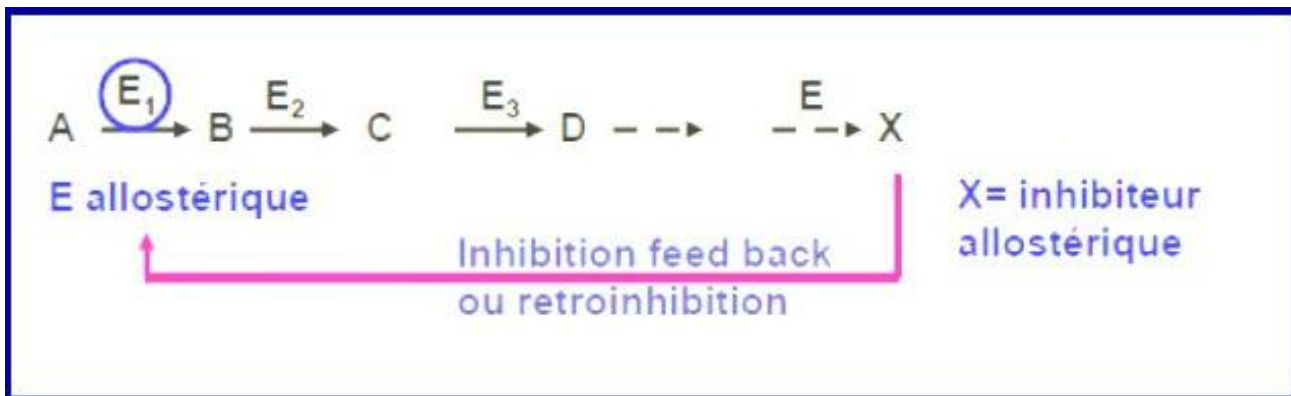 A E₁ B E₂ C E₃ D E X
E allostérique
X= inhibiteur
allostérique
Inhibition feed back
ou retroinhibition